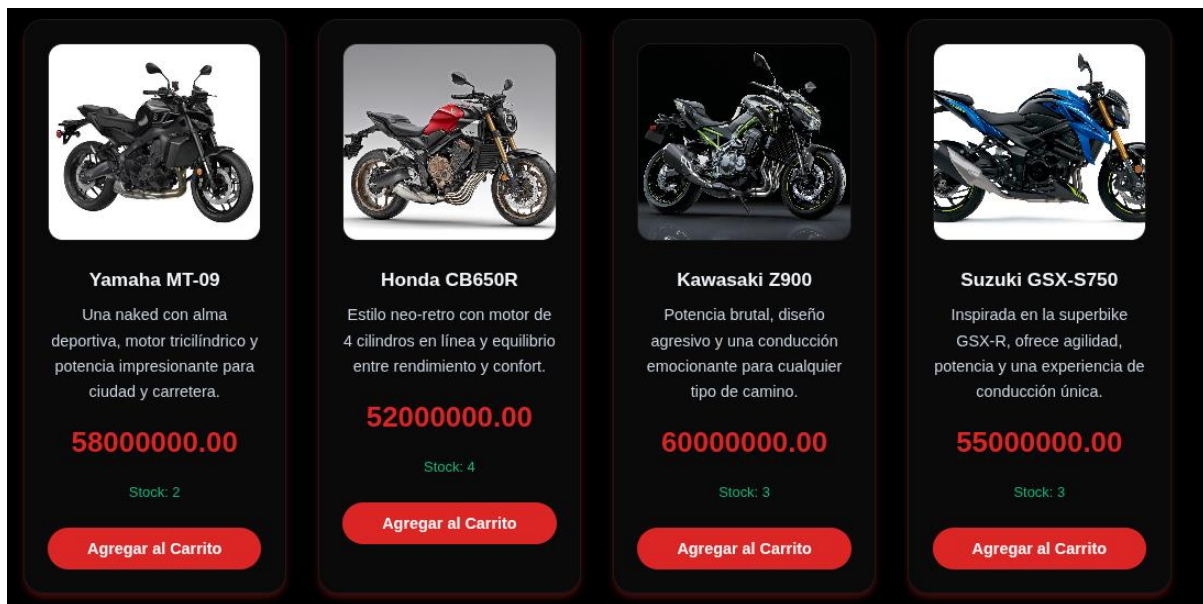 Yamaha MT-09
Una naked con alma
deportiva, motor tricilíndrico y
potencia impresionante para
ciudad y carretera.
58000000.00
Stock: 2
Agregar al Carrito
Honda CB650R
Estilo neo-retro con motor de
4 cilindros en línea y equilibrio
entre rendimiento y confort.
52000000.00
Stock: 4
Agregar al Carrito
Kawasaki Z900
Potencia brutal, diseño
agresivo y una conducción
emocionante para cualquier
tipo de camino.
60000000.00
Stock: 3
Agregar al Carrito
Suzuki GSX-S750
Inspirada en la superbike
GSX-R, ofrece agilidad,
potencia y una experiencia de
conducción única.
55000000.00
Stock: 3
Agregar al Carrito